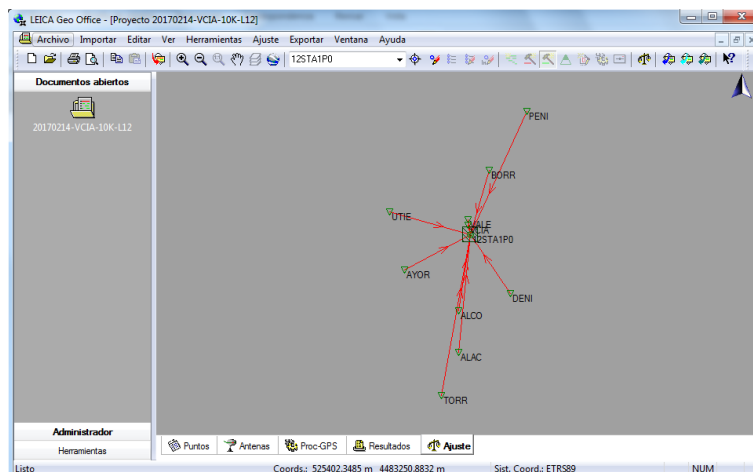 LEICA Geo Office - [Proyecto 20170214-VCIA-10K-L12]
Archivo Importar Editar Ver Herramientas Ajuste Exportar Ventana Ayuda
12STA1P0
Documentos abiertos
20170214-VCIA-10K-L12
PENI
BORR
UTIE
VALE
VCIA
12STA1P0
AYOR
DENI
ALCO
ALAC
TORR
Administrador
Herramientas
Puntos Antenas Proc-GPS Resultados Ajuste
Listo Coords.: 525402.3485 m 4483250.8832 m Sist. Coord.: ETRS89 NUM